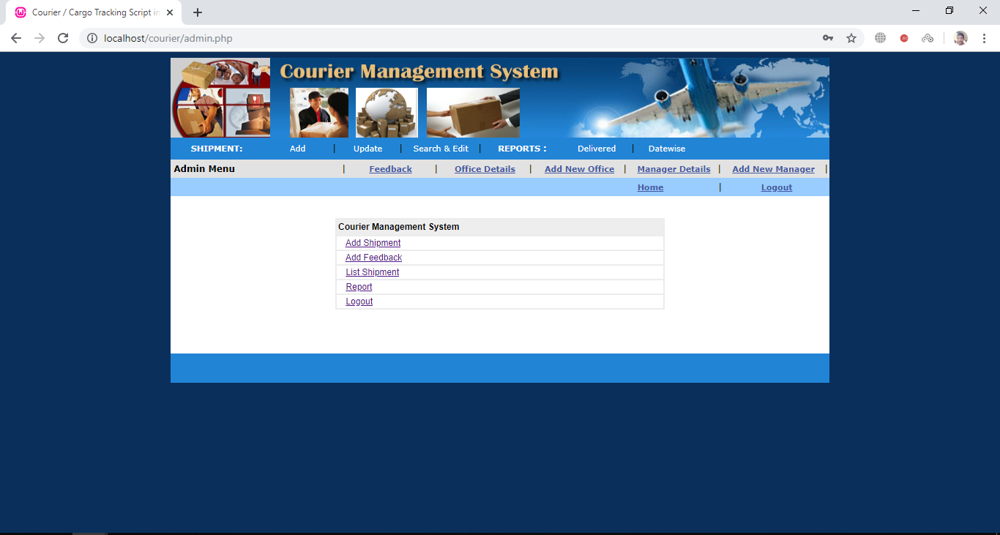 Courier / Cargo Tracking Script in
localhost/courier/admin.php
Courier Management System
SHIPMENT: Add | Update | Search & Edit | REPORTS : Delivered | Datewise
Admin Menu | Feedback | Office Details | Add New Office | Manager Details | Add New Manager |
Home | Logout
Courier Management System
Add Shipment
Add Feedback
List Shipment
Report
Logout